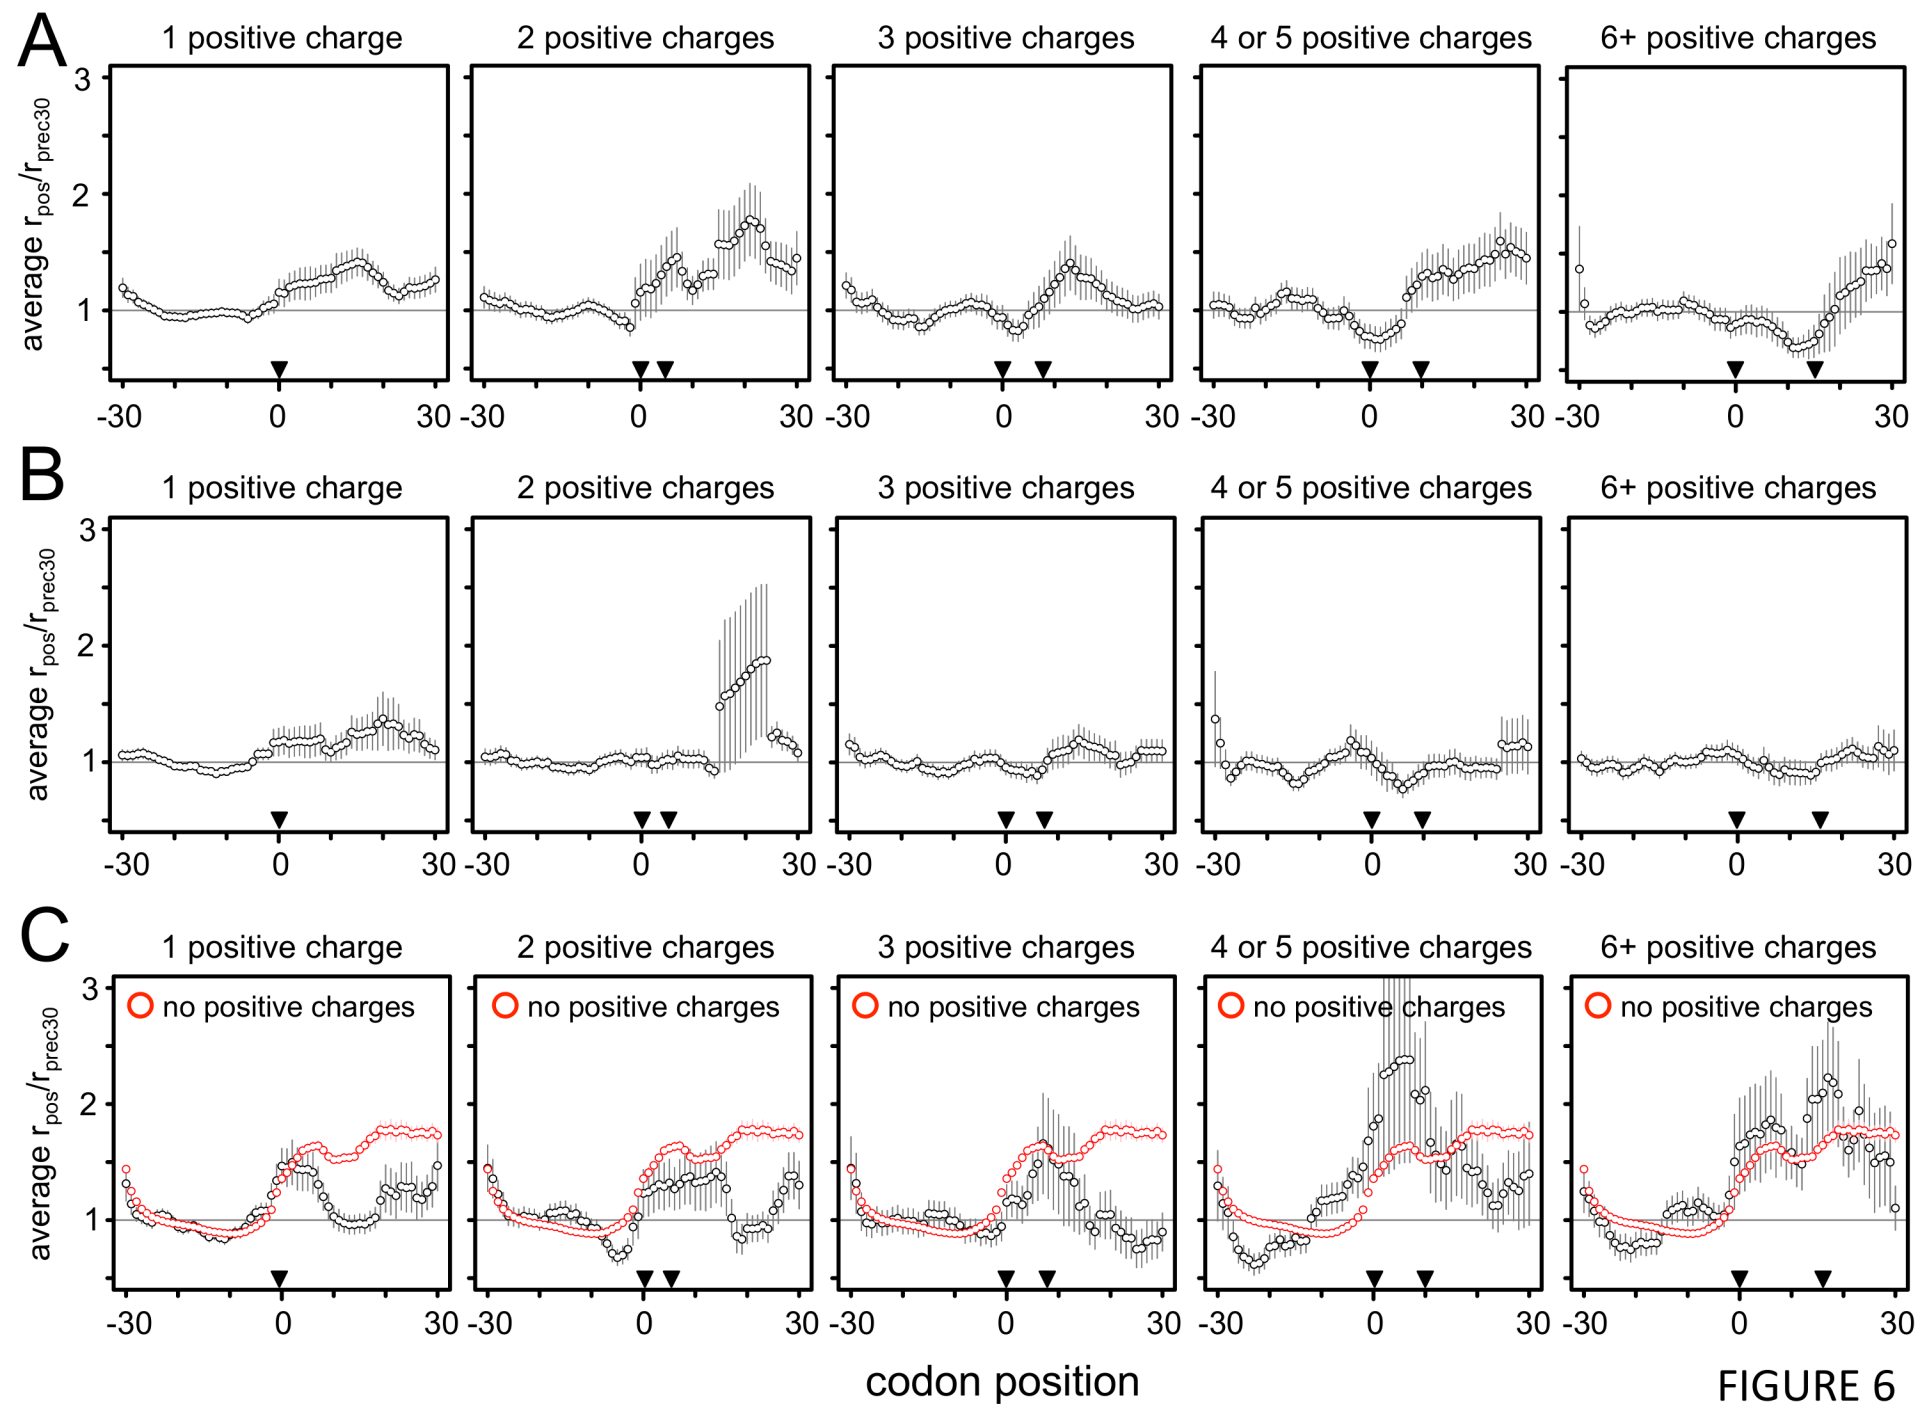 A
1 positive charge 2 positive charges 3 positive charges 4 or 5 positive charges 6+ positive charges
average rpos/rprec30
3
2
1
-30 0 30 -30 0 30 -30 0 30 -30 0 30 -30 0 30
B
1 positive charge 2 positive charges 3 positive charges 4 or 5 positive charges 6+ positive charges
average rpos/rprec30
3
2
1
-30 0 30 -30 0 30 -30 0 30 -30 0 30 -30 0 30
C
1 positive charge 2 positive charges 3 positive charges 4 or 5 positive charges 6+ positive charges
average rpos/rprec30
3
2
1
no positive charges no positive charges no positive charges no positive charges no positive charges
-30 0 30 -30 0 30 -30 0 30 -30 0 30 -30 0 30
codon position
FIGURE 6